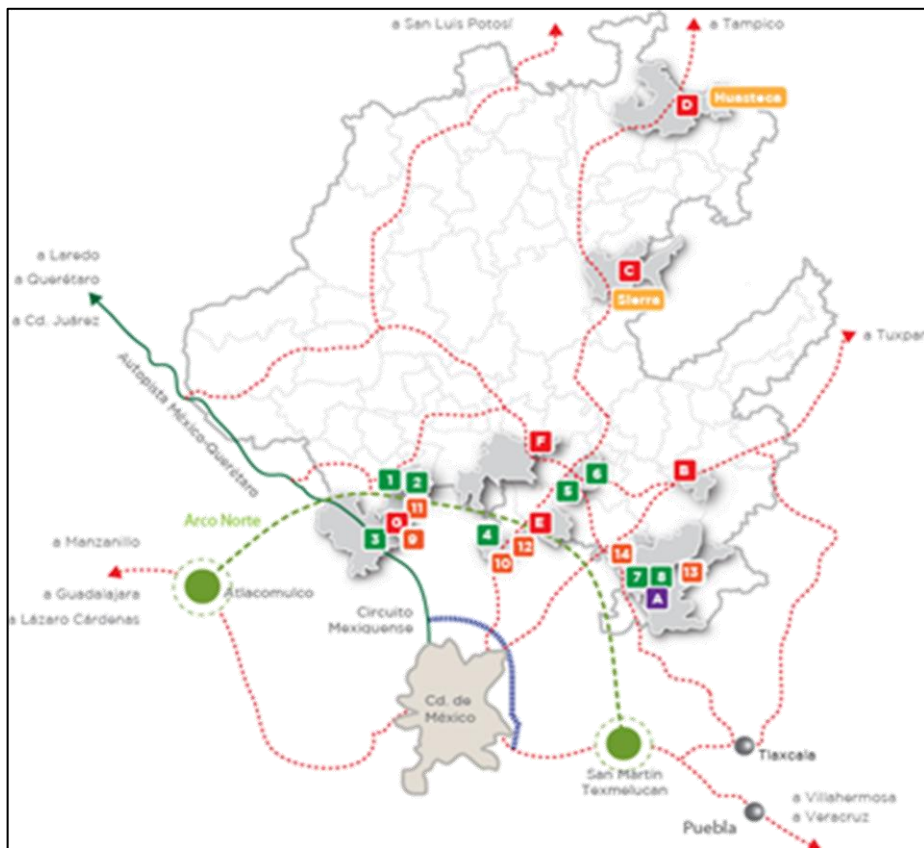 a San Luis Potosí
a Tampico
Huasteca
D
C
Sierra
a Laredo
a Querétaro
a Cd. Juárez
a Tuxpan
Autopista México-Querétaro
F
B
1
2
6
5
11
G
E
Arco Norte
3
9
4
12
10
14
7
8
13
A
a Manzanillo
a Guadalajara
a Lázaro Cárdenas
Atlacomulco
Circuito
Mexiquense
Cd. de
México
San Martín
Texmelucan
Tlaxcala
Puebla
a Villahermosa
a Veracruz